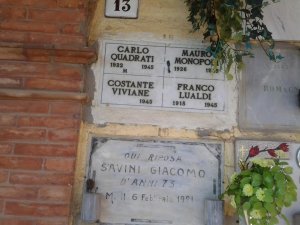 13
CARLO
QUADRATI
1922 1945
M
MAURO
MONOPOLI
1926
COSTANTE
VIVIANE
1945
FRANCO
LUALDI
1918 1945
QUI RIPOSA
SAVINI GIACOMO
D'ANNI 73